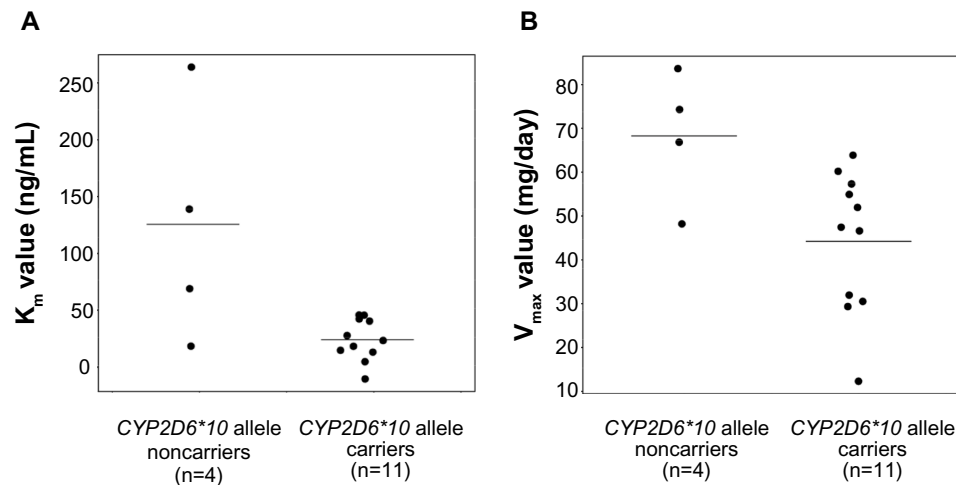 A
K_m value (ng/mL)
250
200
150
100
50
0
CYP2D6*10 allele
noncarriers
(n=4)
CYP2D6*10 allele
carriers
(n=11)
B
V_max value (mg/day)
80
70
60
50
40
30
20
10
CYP2D6*10 allele
noncarriers
(n=4)
CYP2D6*10 allele
carriers
(n=11)